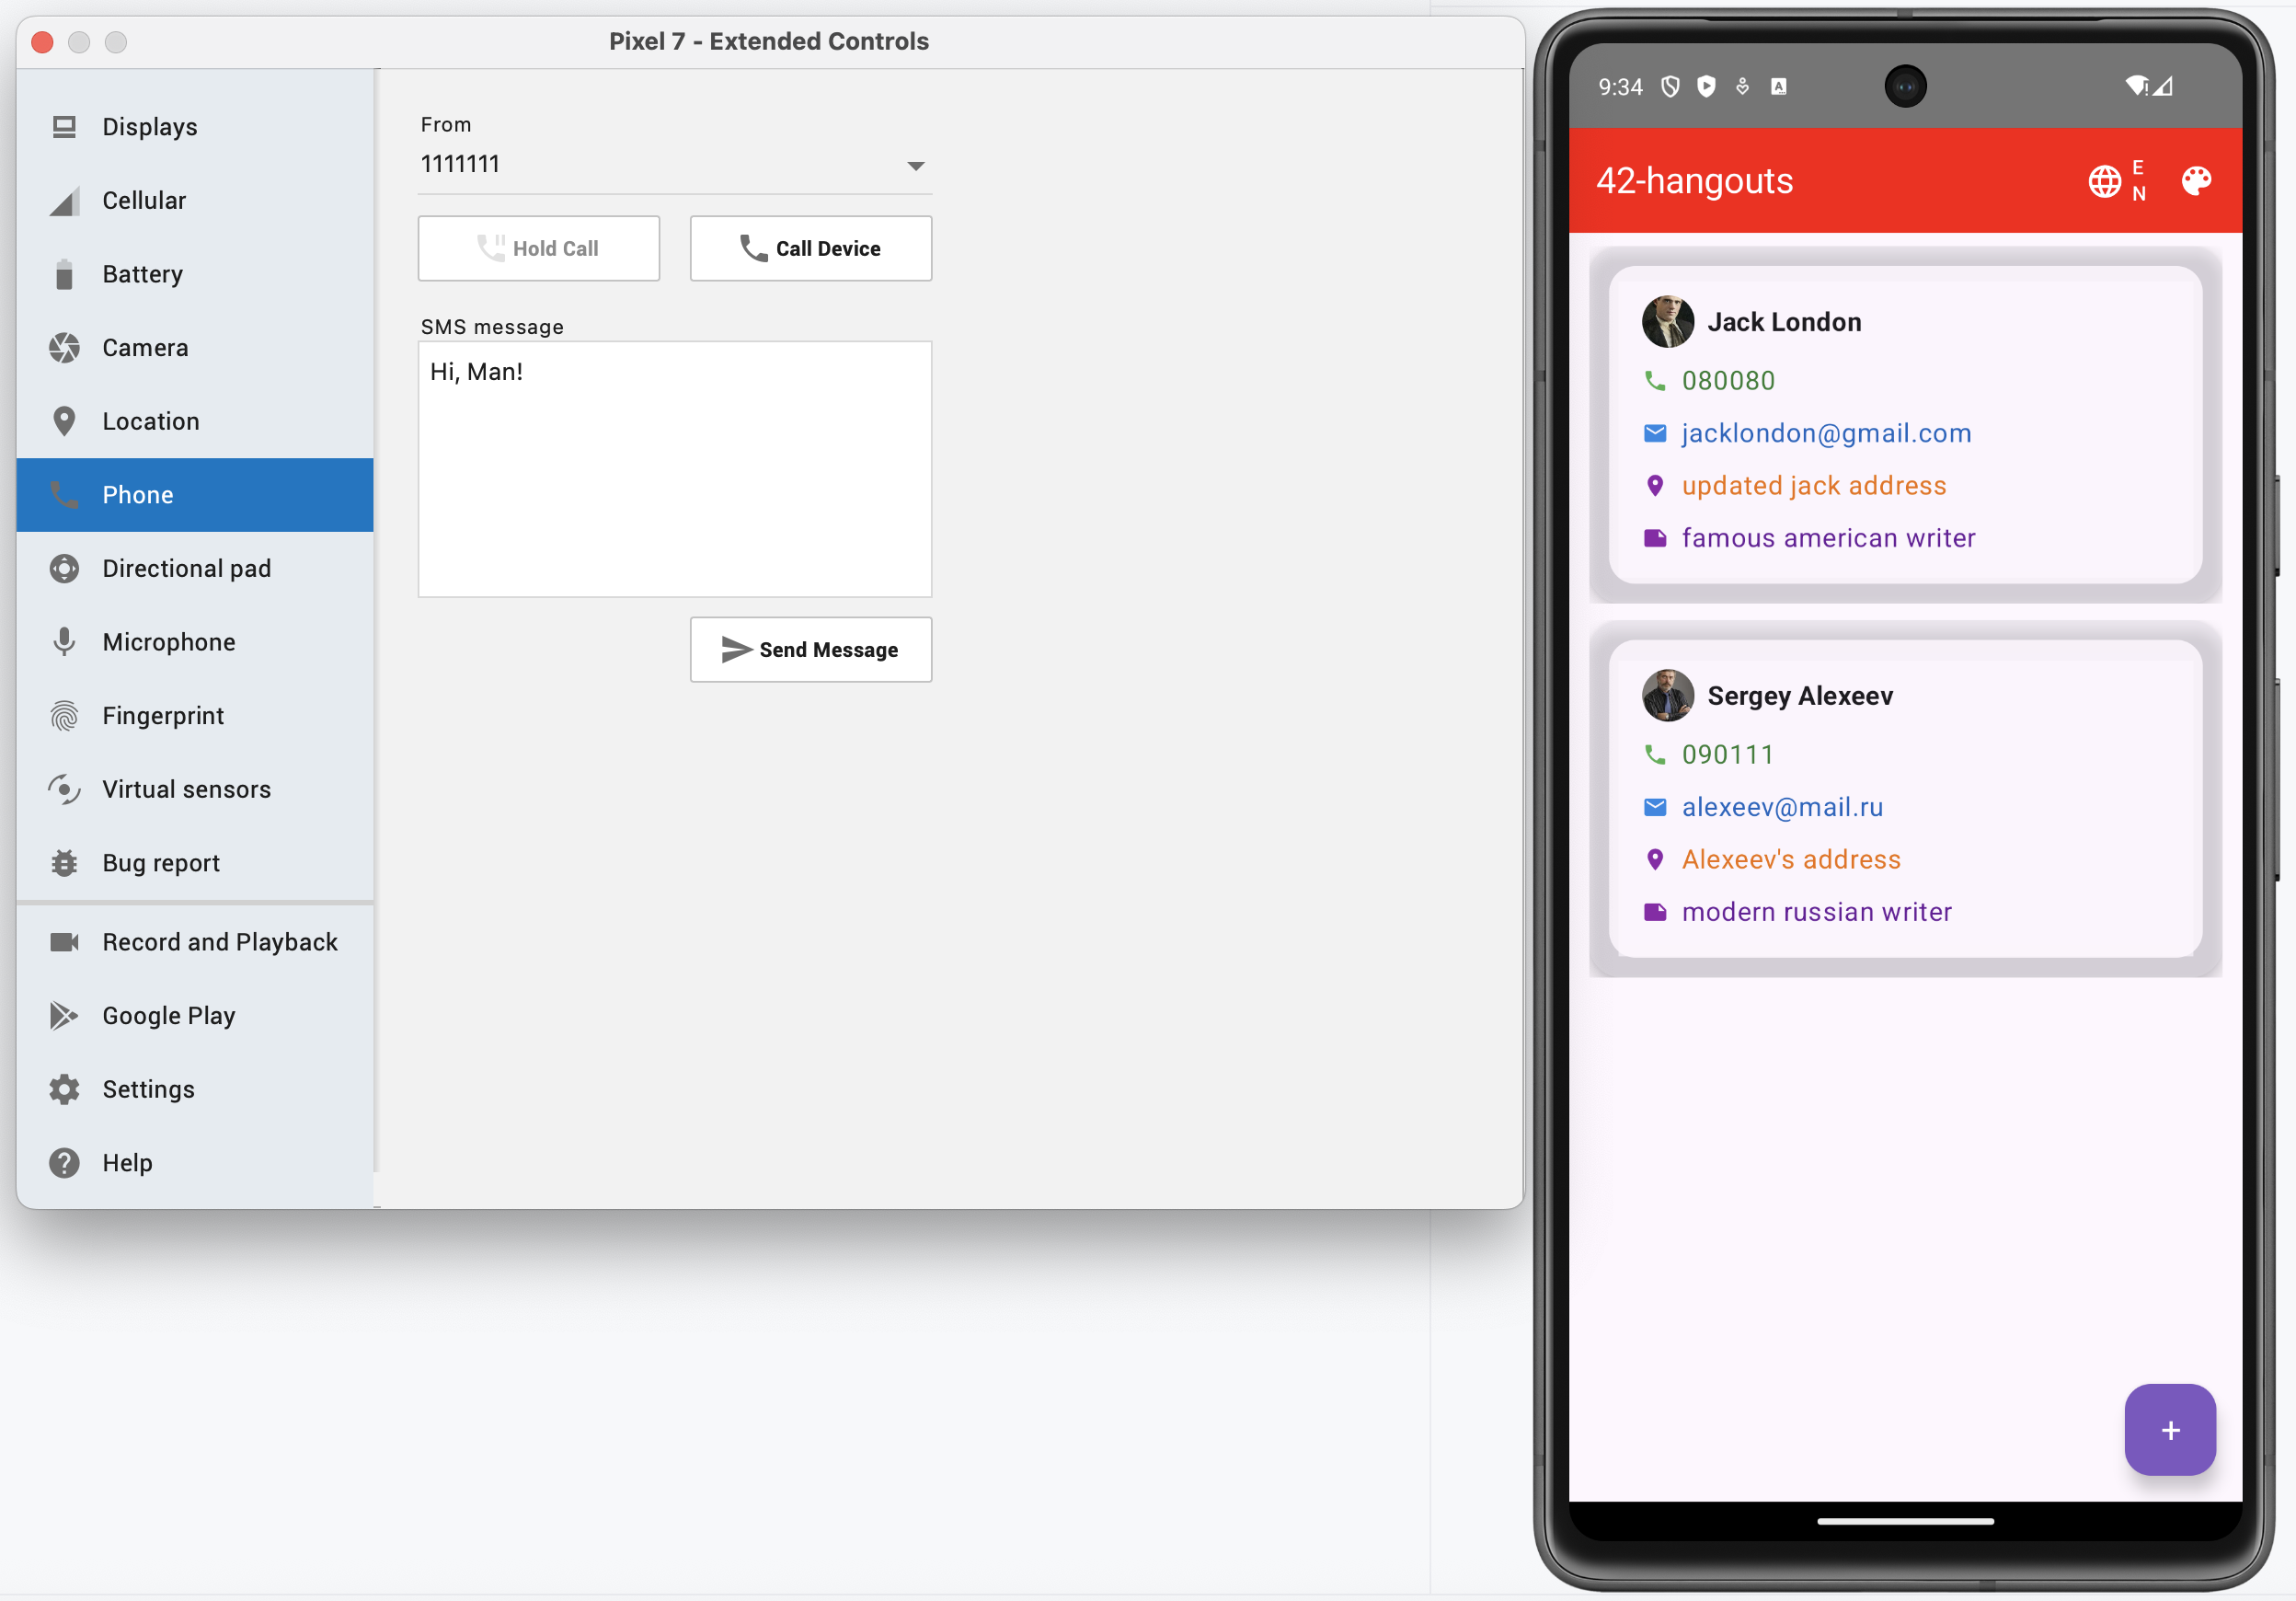 Pixel 7 - Extended Controls
Displays
Cellular
Battery
Camera
Location
Phone
Directional pad
Microphone
Fingerprint
Virtual sensors
Bug report
Record and Playback
Google Play
Settings
Help
From
1111111
Hold Call
Call Device
SMS message
Hi, Man!
Send Message
9:34
A
42-hangouts
E
N
Jack London
080080
jacklondon@gmail.com
updated jack address
famous american writer
Sergey Alexeev
090111
alexeev@mail.ru
Alexeev's address
modern russian writer
+